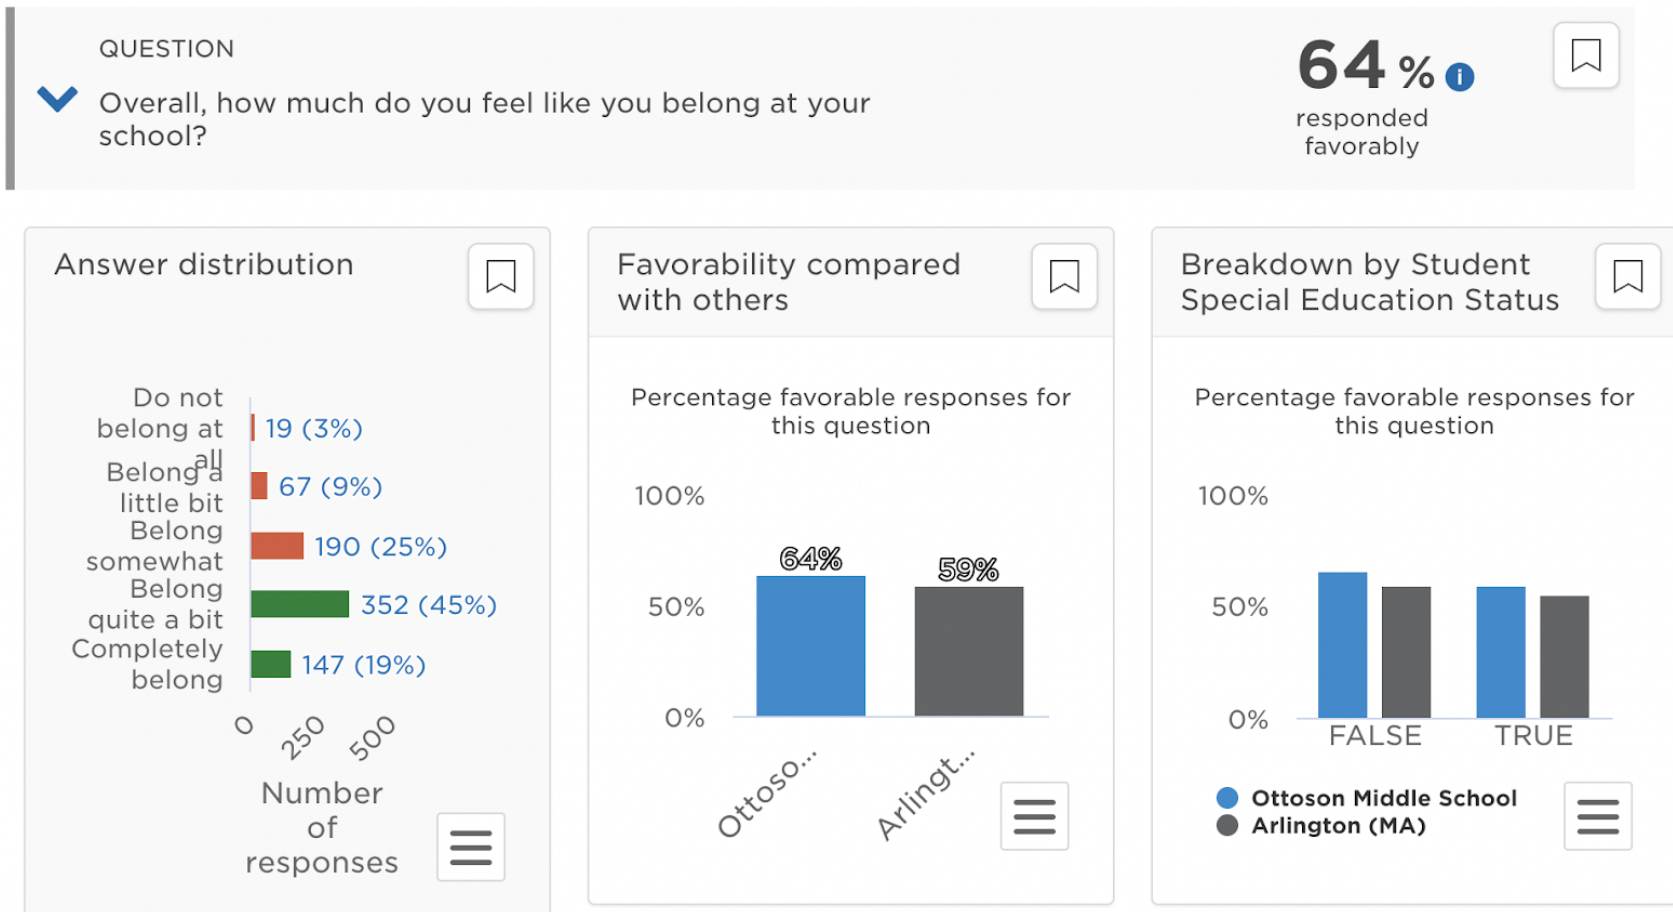 QUESTION
Overall, how much do you feel like you belong at your
school?
64 %
i
responded
favorably
Answer distribution
Do not
belong at
all
19 (3%)
Belong a
little bit
67 (9%)
Belong
somewhat
190 (25%)
Belong
quite a bit
352 (45%)
Completely
belong
147 (19%)
0
250
500
Number
of
responses
Favorability compared
with others
Percentage favorable responses for
this question
100%
50%
0%
64%
59%
Ottoso...
Arlingt...
Breakdown by Student
Special Education Status
Percentage favorable responses for
this question
100%
50%
0%
FALSE
TRUE
Ottoson Middle School
Arlington (MA)